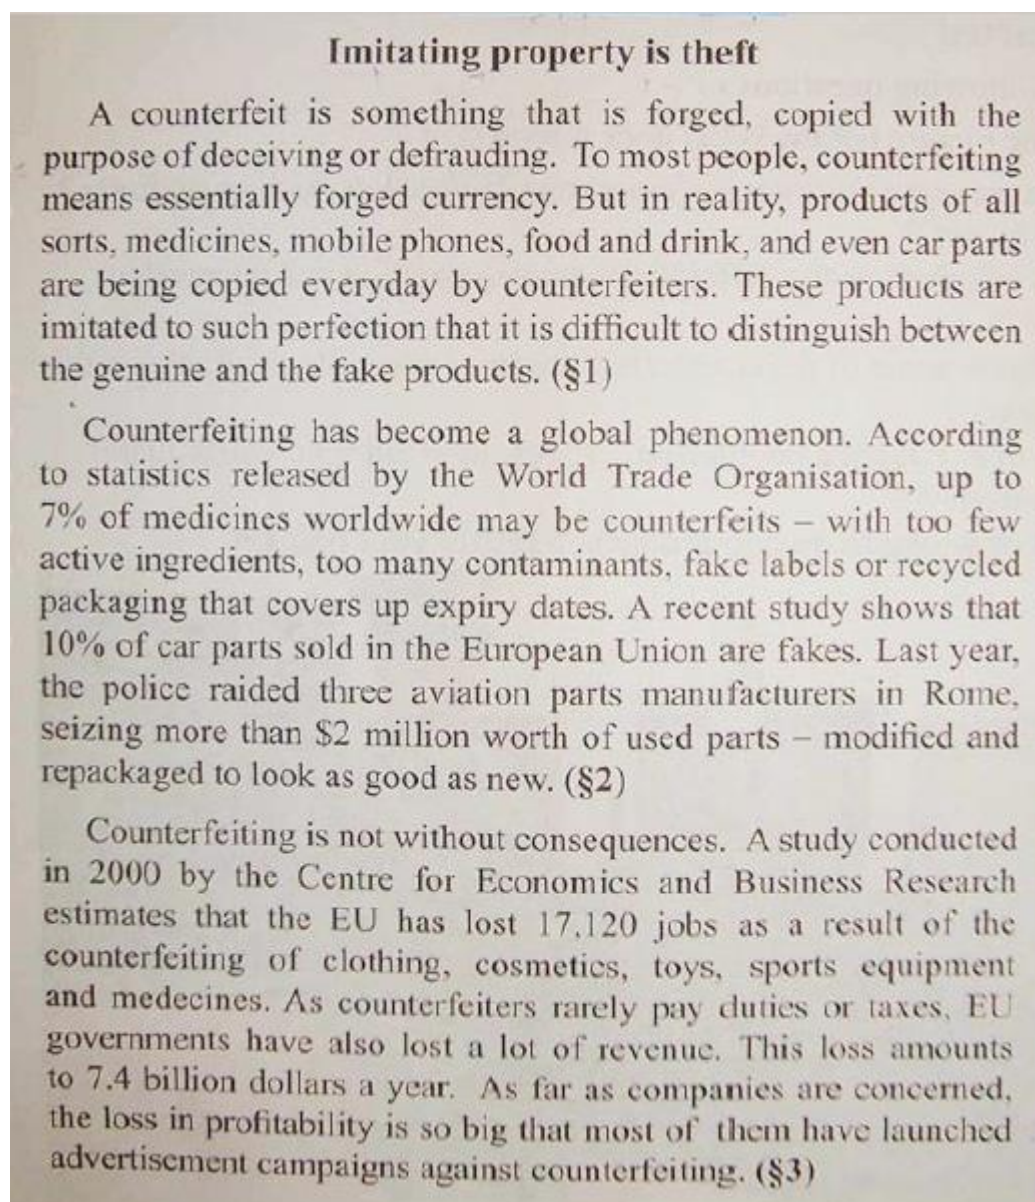 Imitating property is theft
A counterfeit is something that is forged, copied with the
purpose of deceiving or defrauding. To most people, counterfeiting
means essentially forged currency. But in reality, products of all
sorts, medicines, mobile phones, food and drink, and even car parts
are being copied everyday by counterfeiters. These products are
imitated to such perfection that it is difficult to distinguish between
the genuine and the fake products. (§1)
Counterfeiting has become a global phenomenon. According
to statistics released by the World Trade Organisation, up to
7% of medicines worldwide may be counterfeits – with too few
active ingredients, too many contaminants, fake labels or recycled
packaging that covers up expiry dates. A recent study shows that
10% of car parts sold in the European Union are fakes. Last year,
the police raided three aviation parts manufacturers in Rome,
seizing more than $2 million worth of used parts – modified and
repackaged to look as good as new. (§2)
Counterfeiting is not without consequences. A study conducted
in 2000 by the Centre for Economics and Business Research
estimates that the EU has lost 17,120 jobs as a result of the
counterfeiting of clothing, cosmetics, toys, sports equipment
and medecines. As counterfeiters rarely pay duties or taxes, EU
governments have also lost a lot of revenue. This loss amounts
to 7.4 billion dollars a year. As far as companies are concerned,
the loss in profitability is so big that most of them have launched
advertisement campaigns against counterfeiting. (§3)